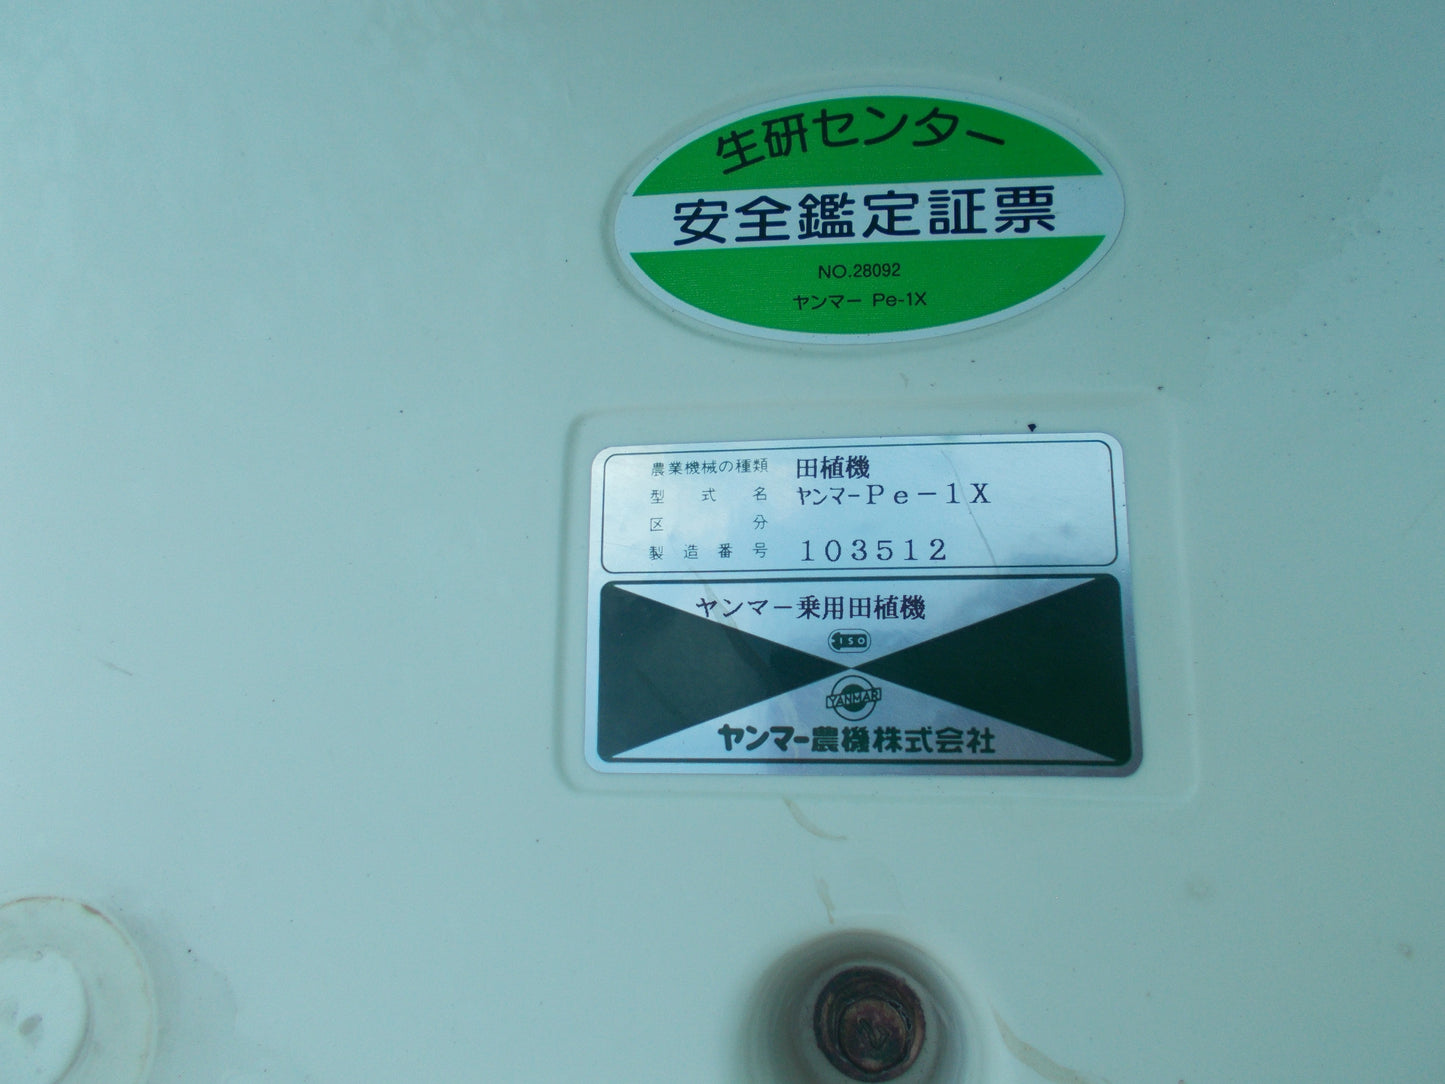 生研センター
安全鑑定証票
NO.28092
ヤンマー Pe-1X
農業機械の種類 田植機
型式名 ヤンマーPe-1X
区分
製造番号 103512
ヤンマー乗用田植機
ISO
YANMAR
ヤンマー農機株式会社